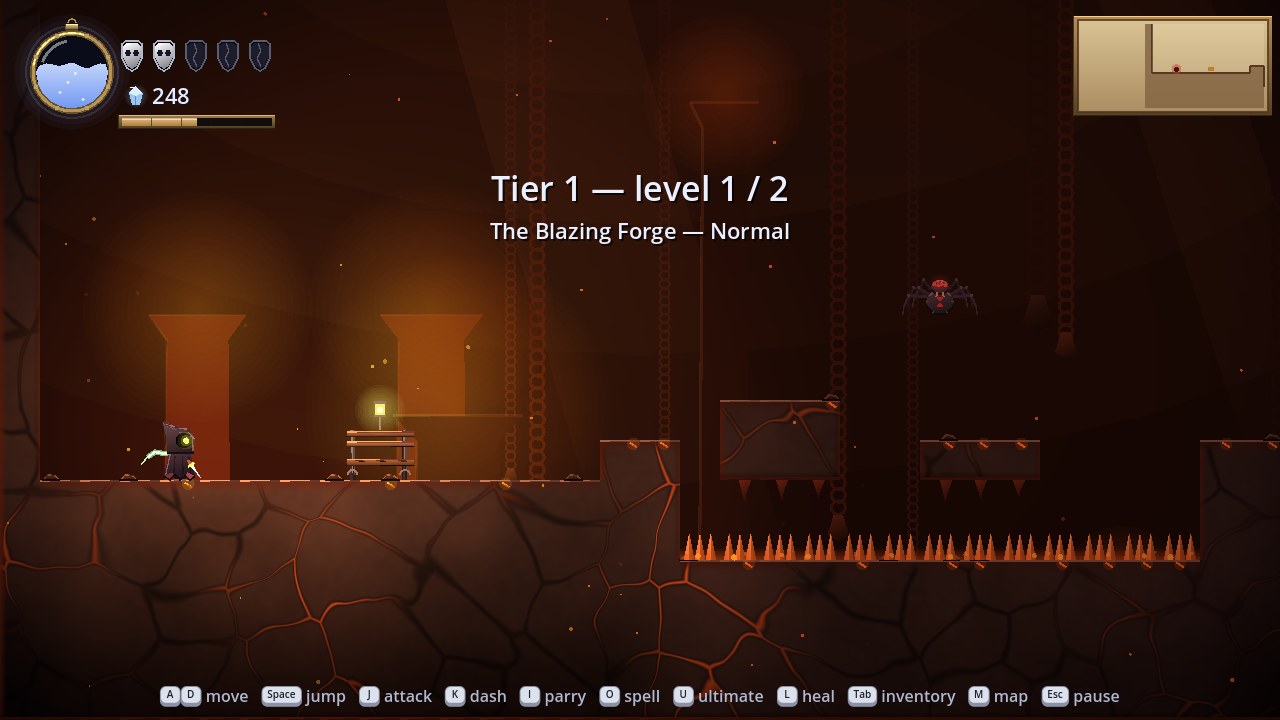 248
Tier 1 — level 1 / 2
The Blazing Forge — Normal
A D move Space jump J attack K dash I parry O spell U ultimate L heal Tab inventory M map Esc pause